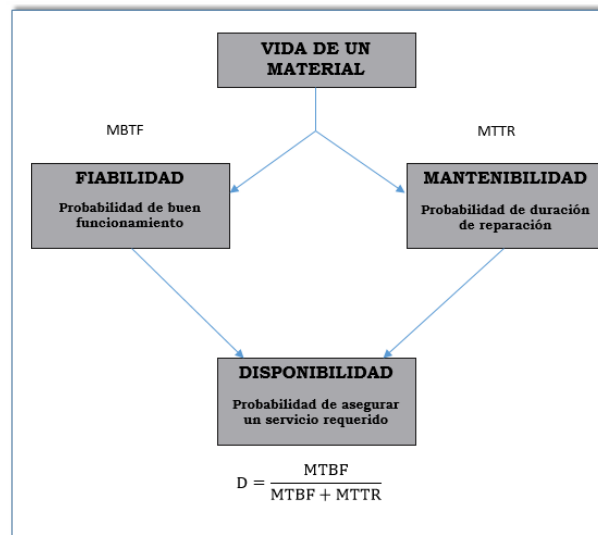 VIDA DE UN
MATERIAL
MBTF
MTTR
FIABILIDAD
Probabilidad de buen
funcionamiento
MANTENIBILIDAD
Probabilidad de duración
de reparación
DISPONIBILIDAD
Probabilidad de asegurar
un servicio requerido
D = MTBF / MTBF + MTTR